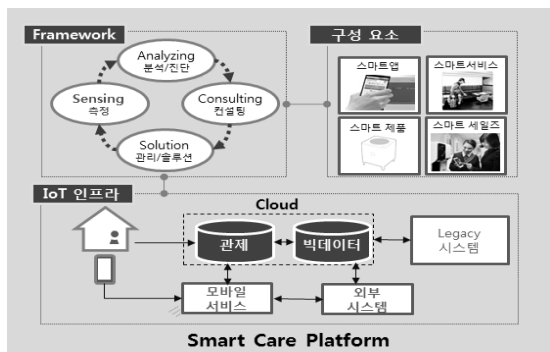 Framework
Analyzing
분석/진단
Sensing
측정
Consulting
컨설팅
Solution
관리/솔루션
구성 요소
스마트앱
스마트서비스
스마트 제품
스마트 세일즈
IoT 인프라
Cloud
관제
빅데이터
Legacy
시스템
모바일
서비스
외부
시스템
Smart Care Platform